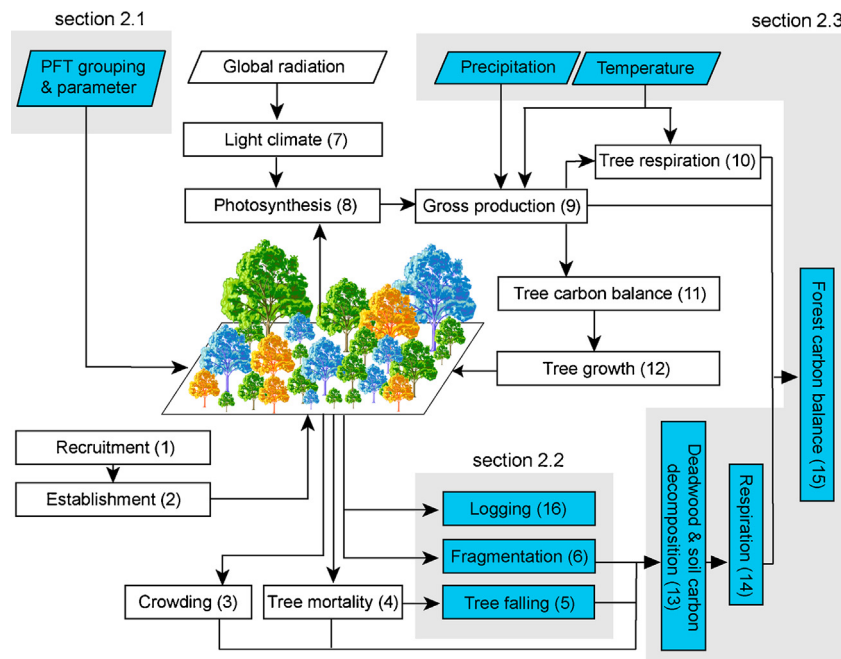 section 2.1
section 2.3
PFT grouping
& parameter
Global radiation
Precipitation
Temperature
Light climate (7)
Tree respiration (10)
Photosynthesis (8)
Gross production (9)
Tree carbon balance (11)
Forest carbon balance (15)
Tree growth (12)
Recruitment (1)
Establishment (2)
section 2.2
Logging (16)
Fragmentation (6)
Crowding (3)
Tree mortality (4)
Tree falling (5)
Deadwood & soil carbon
decomposition (13)
Respiration (14)